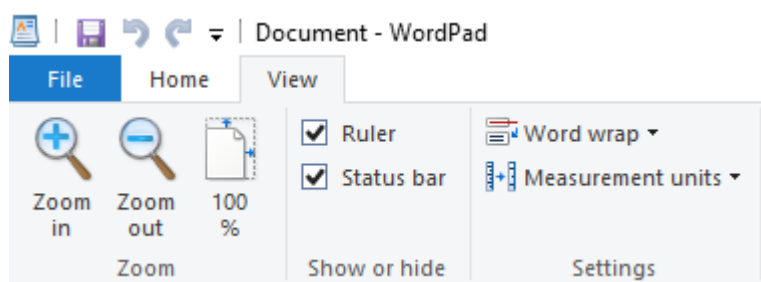 Document - WordPad
File Home View
Ruler Word wrap
Status bar Measurement units
Zoom Zoom 100
in out %
Zoom Show or hide Settings